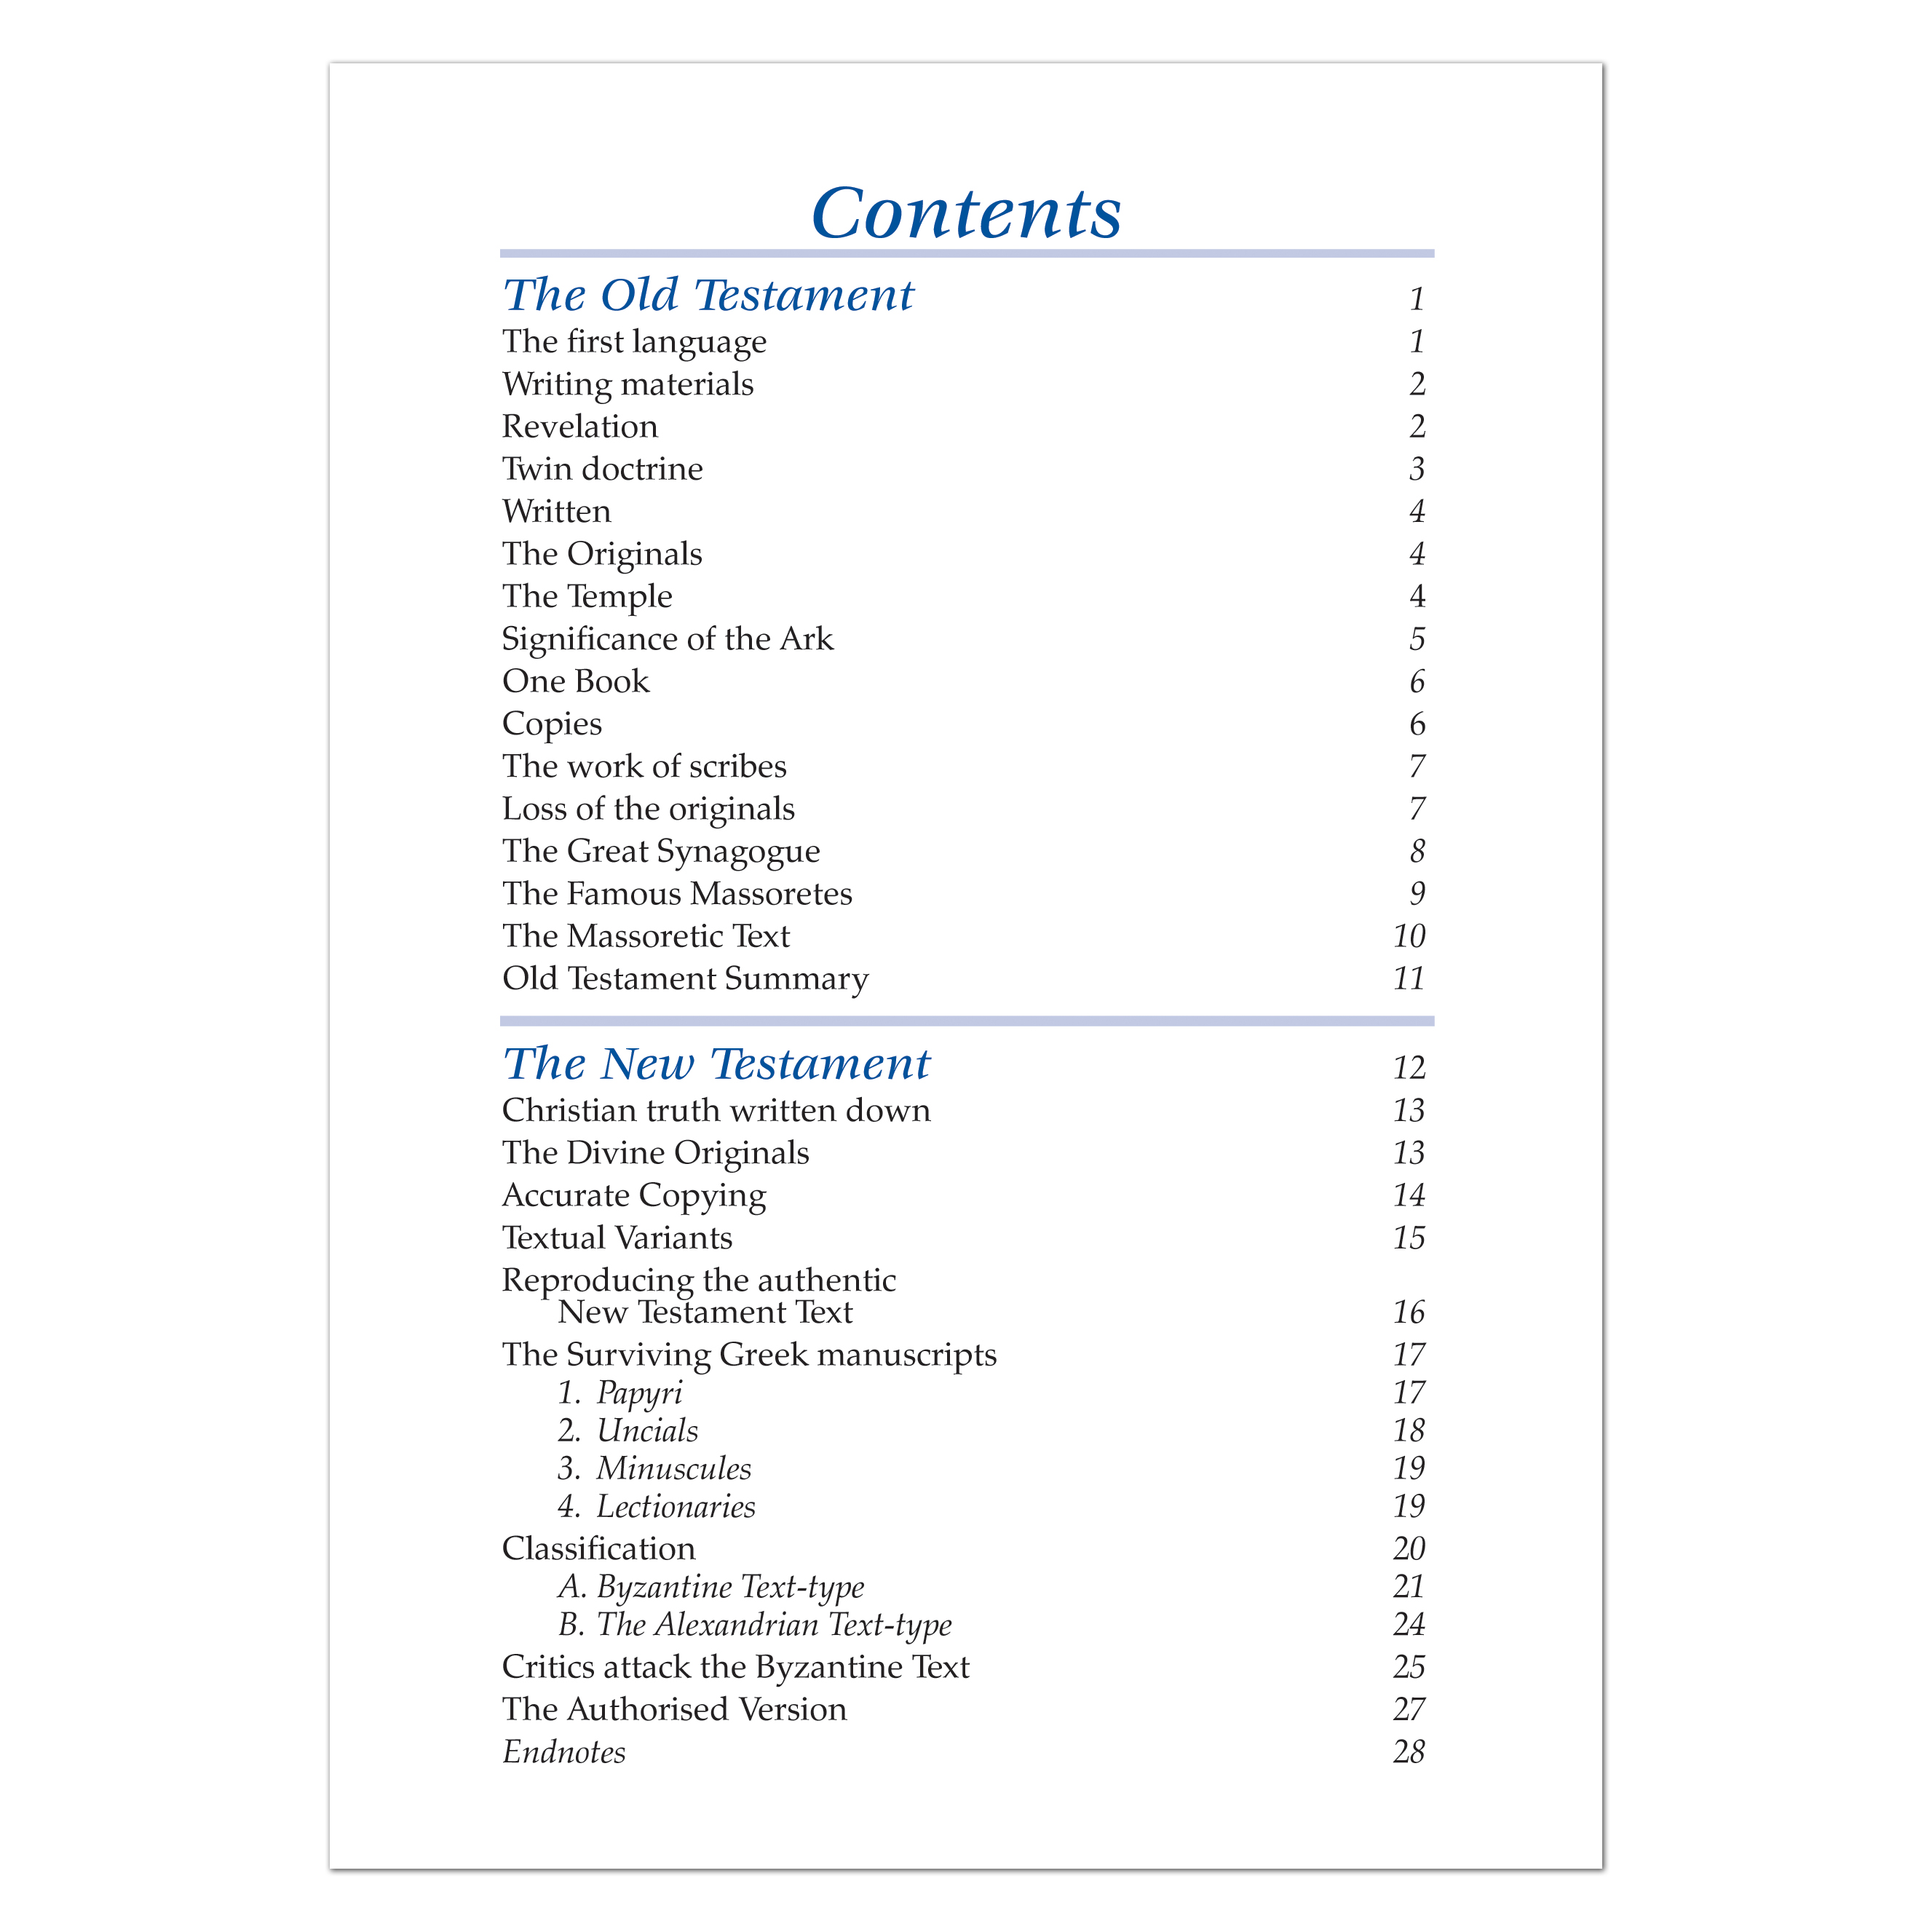 Contents
The Old Testament 1
The first language 1
Writing materials 2
Revelation 2
Twin doctrine 3
Written 4
The Originals 4
The Temple 4
Significance of the Ark 5
One Book 6
Copies 6
The work of scribes 7
Loss of the originals 7
The Great Synagogue 8
The Famous Massoretes 9
The Massoretic Text 10
Old Testament Summary 11
The New Testament 12
Christian truth written down 13
The Divine Originals 13
Accurate Copying 14
Textual Variants 15
Reproducing the authentic
New Testament Text 16
The Surviving Greek manuscripts 17
1. Papyri 17
2. Uncials 18
3. Minuscules 19
4. Lectionaries 19
Classification 20
A. Byzantine Text-type 21
B. The Alexandrian Text-type 24
Critics attack the Byzantine Text 25
The Authorised Version 27
Endnotes 28